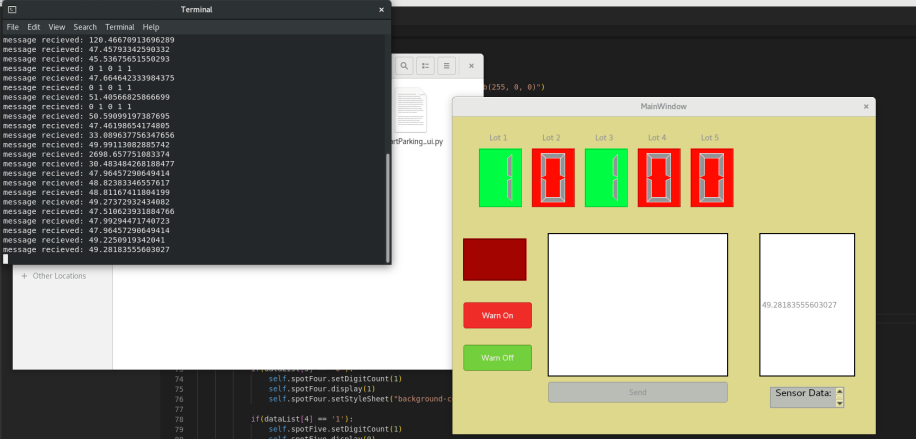 Terminal
File Edit View Search Terminal Help
message recieved: 120.46670913696289
message recieved: 47.45793342590332
message recieved: 45.53675651550293
message recieved: 0 1 0 1 1
message recieved: 47.664642333984375
message recieved: 0 1 0 1 1
message recieved: 51.40566825866699
message recieved: 0 1 0 1 1
message recieved: 50.59099197387695
message recieved: 47.46198654174805
message recieved: 33.089637756347656
message recieved: 49.99113082885742
message recieved: 2698.657751083374
message recieved: 30.483484268188477
message recieved: 47.96457290649414
message recieved: 48.82383346557617
message recieved: 48.81167411804199
message recieved: 49.27372932434082
message recieved: 47.510623931884766
message recieved: 47.99294471740723
message recieved: 47.96457290649414
message recieved: 49.2250919342041
message recieved: 49.28183555603027
Other Locations
artParking_ui.py
b(255, 0, 0)")
MainWindow
Lot 1 Lot 2 Lot 3 Lot 4 Lot 5
1 0 1 0 0
Warn On
Warn Off
49.28183555603027
Send
Sensor Data:
74 self.spotFour.setDigitCount(1)
75 self.spotFour.display(1)
76 self.spotFour.setStyleSheet("background-c
77
78 if(dataList[4] == '1'):
79 self.spotFive.setDigitCount(1)